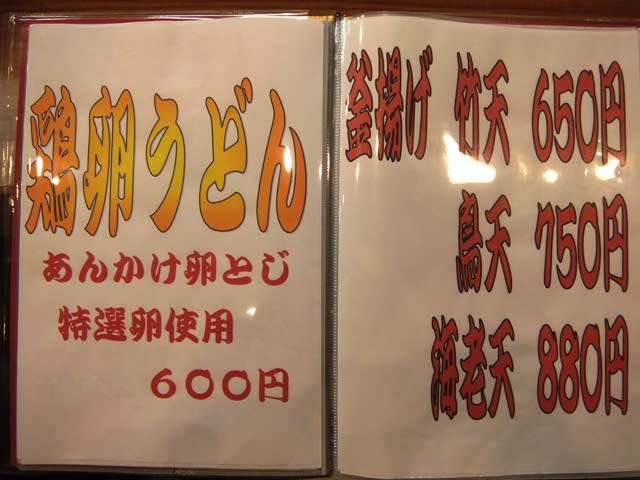 鶏卵うどん
あんかけ卵とじ
特選卵使用
600円
釜揚げ 竹天 650円
鳥天 750円
海老天 880円